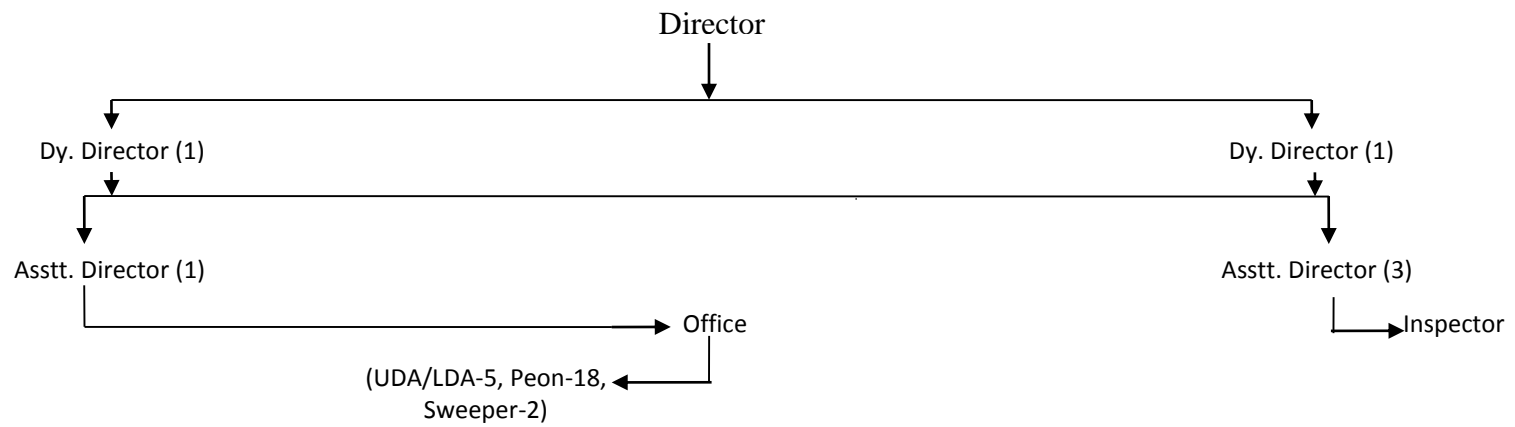 Director
Dy. Director (1)
Dy. Director (1)
Asstt. Director (1)
Asstt. Director (3)
Office
Inspector
(UDA/LDA-5, Peon-18,
Sweeper-2)